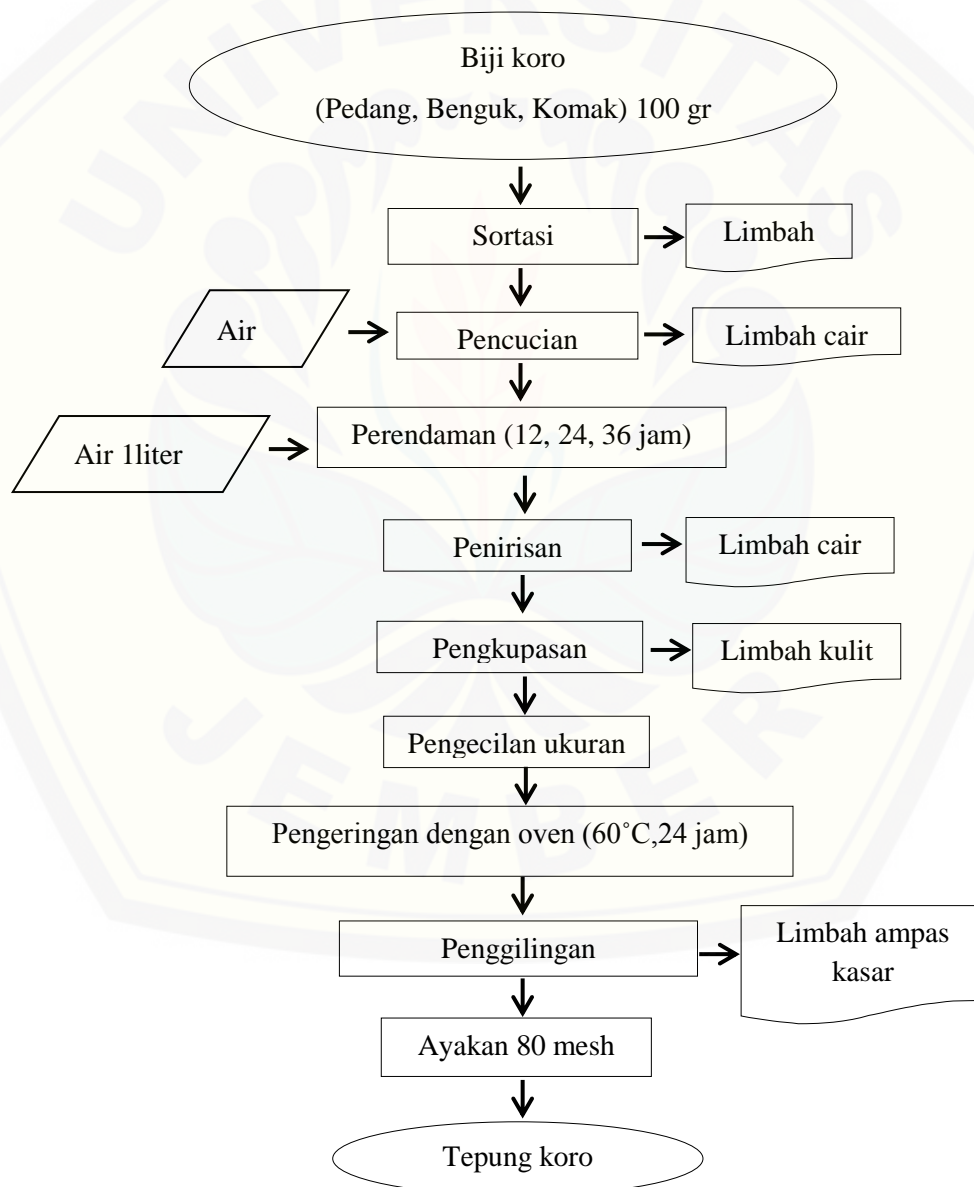 UNIVERSITAS
Biji koro
(Pedang, Benguk, Komak) 100 gr
Sortasi
Limbah
Air
Pencucian
Limbah cair
Air 1liter
Perendaman (12, 24, 36 jam)
Penirisan
Limbah cair
Pengkupasan
Limbah kulit
Pengecilan ukuran
Pengeringan dengan oven (60˚C,24 jam)
Penggilingan
Limbah ampas
kasar
Ayakan 80 mesh
Tepung koro
JEMBER